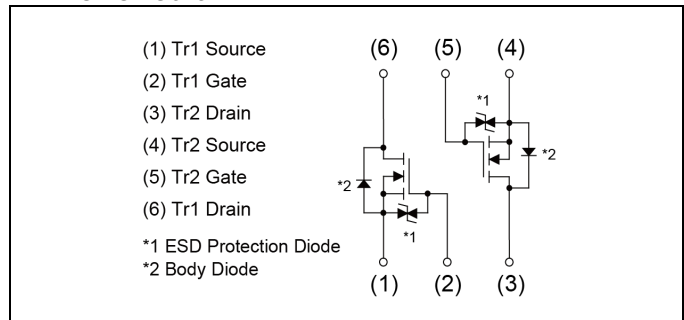 (1) Tr1 Source
(2) Tr1 Gate
(3) Tr2 Drain
(4) Tr2 Source
(5) Tr2 Gate
(6) Tr1 Drain
*1 ESD Protection Diode
*2 Body Diode
(6) (5) (4)
*1
*2
*2
*1
(1) (2) (3)